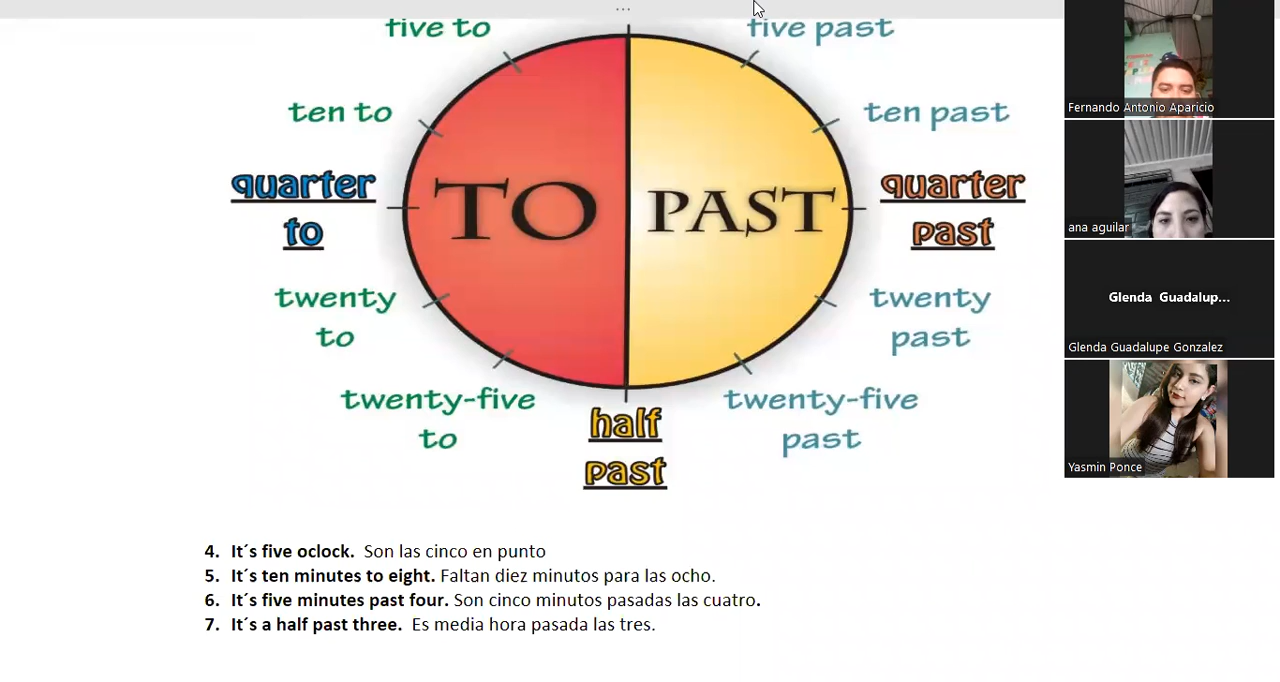 ...
five to
five past
ten to
ten past
quarter
to
TO
PAST
quarter
past
twenty
to
twenty
past
twenty-five
to
half
past
twenty-five
past
4. It´s five oclock. Son las cinco en punto
5. It´s ten minutes to eight. Faltan diez minutos para las ocho.
6. It´s five minutes past four. Son cinco minutos pasadas las cuatro.
7. It´s a half past three. Es media hora pasada las tres.
Fernando Antonio Aparicio
ana aguilar
Glenda Guadalup...
Glenda Guadalupe Gonzalez
Yasmin Ponce